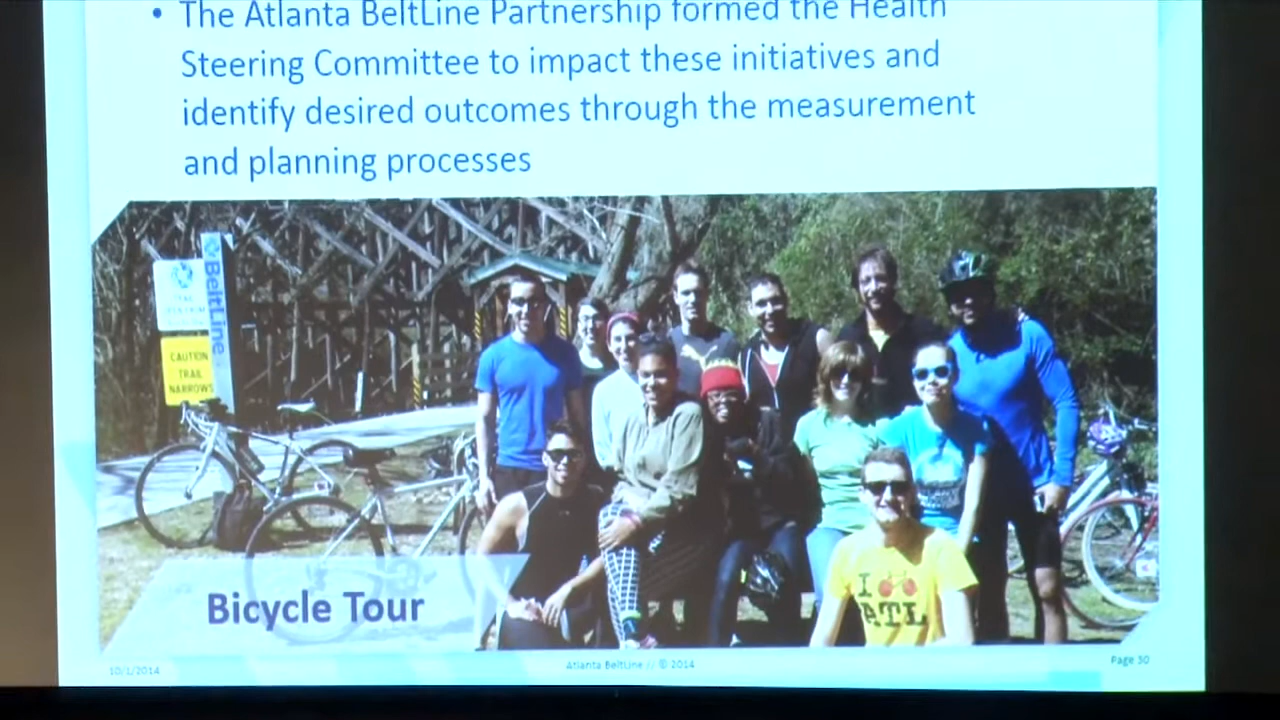 • The Atlanta BeltLine Partnership formed the Health
Steering Committee to impact these initiatives and
identify desired outcomes through the measurement
and planning processes
BeltLine
TRAIL
CAUTION
TRAIL
NARROWS
I
ATL
Bicycle Tour
10/1/2014
Atlanta BeltLine // © 2014
Page 30